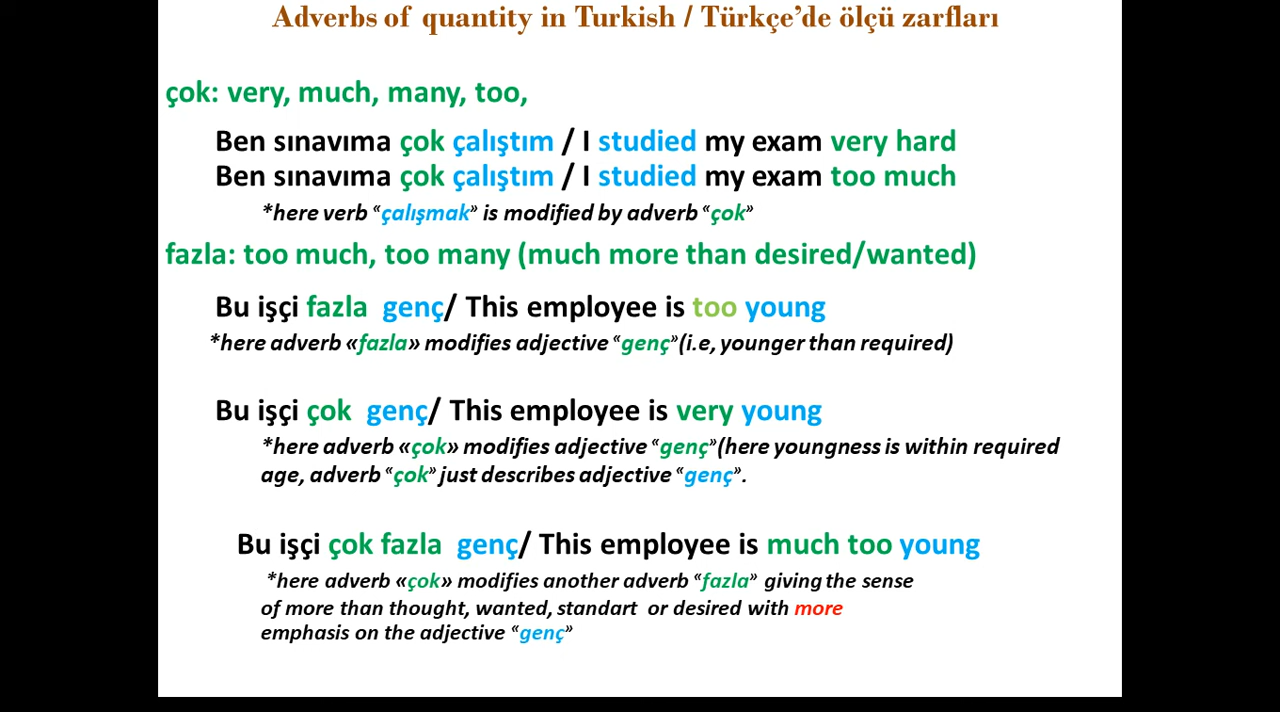 Adverbs of quantity in Turkish / Türkçe’de ölçü zarfları
çok: very, much, many, too,
Ben sınavıma çok çalıştım / I studied my exam very hard
Ben sınavıma çok çalıştım / I studied my exam too much
*here verb “çalışmak” is modified by adverb “çok”
fazla: too much, too many (much more than desired/wanted)
Bu işçi fazla genç/ This employee is too young
*here adverb «fazla» modifies adjective “genç”(i.e, younger than required)
Bu işçi çok genç/ This employee is very young
*here adverb «çok» modifies adjective “genç”(here youngness is within required
age, adverb “çok” just describes adjective “genç”.
Bu işçi çok fazla genç/ This employee is much too young
*here adverb «çok» modifies another adverb “fazla” giving the sense
of more than thought, wanted, standart or desired with more
emphasis on the adjective “genç”